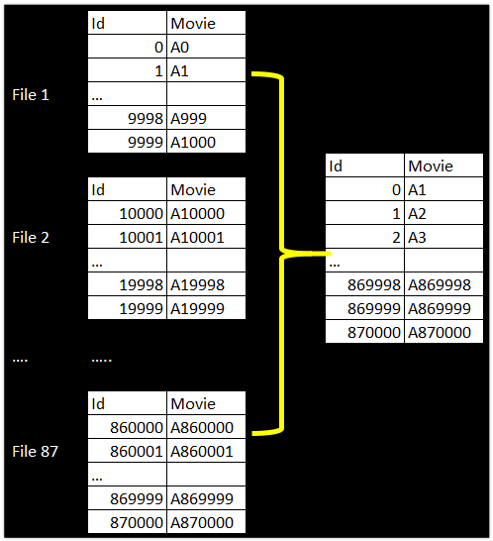 Id Movie
0 A0
1 A1
...
9998 A999
9999 A1000
File 1
Id Movie
10000 A10000
10001 A10001
...
19998 A19998
19999 A19999
File 2
.... .....
Id Movie
860000 A860000
860001 A860001
...
869999 A869999
870000 A870000
File 87
Id Movie
0 A1
1 A2
2 A3
...
869998 A869998
869999 A869999
870000 A870000